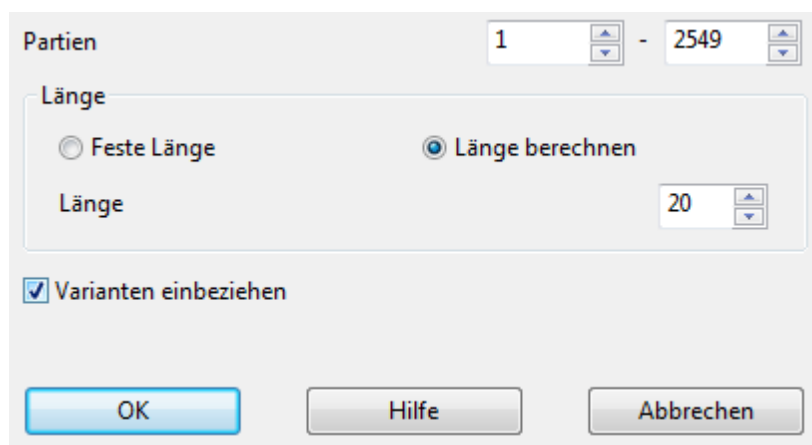 Partien 1 - 2549
Länge
Feste Länge Länge berechnen
Länge 20
Varianten einbeziehen
OK Hilfe Abbrechen